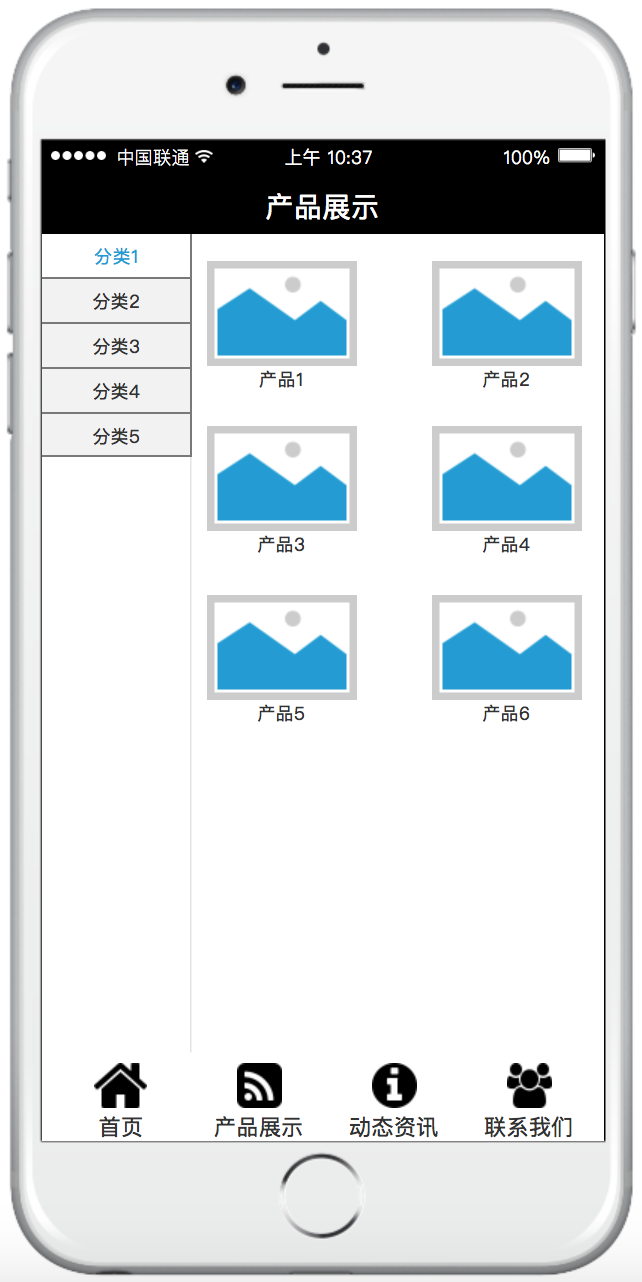 中国联通 上午 10:37 100%
产品展示
分类1
分类2
分类3
分类4
分类5
产品1 产品2
产品3 产品4
产品5 产品6
首页 产品展示 动态资讯 联系我们